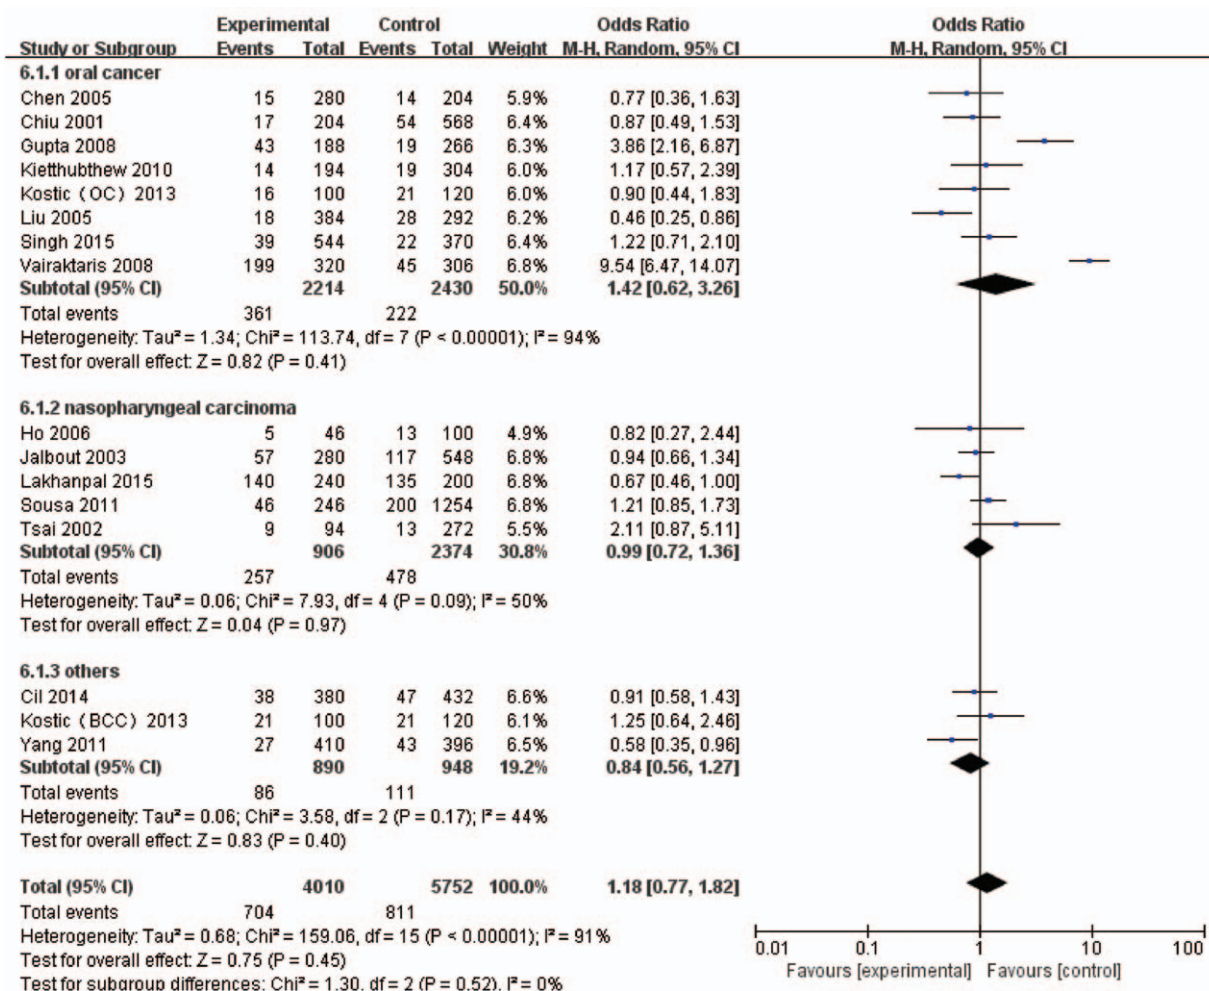 Experimental Control Odds Ratio Odds Ratio
Study or Subgroup Events Total Events Total Weight M-H, Random, 95% CI M-H, Random, 95% CI
6.1.1 oral cancer
Chen 2005 15 280 14 204 5.9% 0.77 [0.36, 1.63]
Chiu 2001 17 204 54 568 6.4% 0.87 [0.49, 1.53]
Gupta 2008 43 188 19 266 6.3% 3.86 [2.16, 6.87]
Kietthubthew 2010 14 194 19 304 6.0% 1.17 [0.57, 2.39]
Kostic (OC) 2013 16 100 21 120 6.0% 0.90 [0.44, 1.83]
Liu 2005 18 384 28 292 6.2% 0.46 [0.25, 0.86]
Singh 2015 39 544 22 370 6.4% 1.22 [0.71, 2.10]
Vairaktaris 2008 199 320 45 306 6.8% 9.54 [6.47, 14.07]
Subtotal (95% CI) 2214 2430 50.0% 1.42 [0.62, 3.26]
Total events 361 222
Heterogeneity: Tau² = 1.34; Chi² = 113.74, df = 7 (P < 0.00001); I² = 94%
Test for overall effect: Z = 0.82 (P = 0.41)
6.1.2 nasopharyngeal carcinoma
Ho 2006 5 46 13 100 4.9% 0.82 [0.27, 2.44]
Jalbout 2003 57 280 117 548 6.8% 0.94 [0.66, 1.34]
Lakhanpal 2015 140 240 135 200 6.8% 0.67 [0.46, 1.00]
Sousa 2011 46 246 200 1254 6.8% 1.21 [0.85, 1.73]
Tsai 2002 9 94 13 272 5.5% 2.11 [0.87, 5.11]
Subtotal (95% CI) 906 2374 30.8% 0.99 [0.72, 1.36]
Total events 257 478
Heterogeneity: Tau² = 0.06; Chi² = 7.93, df = 4 (P = 0.09); I² = 50%
Test for overall effect: Z = 0.04 (P = 0.97)
6.1.3 others
Cil 2014 38 380 47 432 6.6% 0.91 [0.58, 1.43]
Kostic (BCC) 2013 21 100 21 120 6.1% 1.25 [0.64, 2.46]
Yang 2011 27 410 43 396 6.5% 0.58 [0.35, 0.96]
Subtotal (95% CI) 890 948 19.2% 0.84 [0.56, 1.27]
Total events 86 111
Heterogeneity: Tau² = 0.06; Chi² = 3.58, df = 2 (P = 0.17); I² = 44%
Test for overall effect: Z = 0.83 (P = 0.40)
Total (95% CI) 4010 5752 100.0% 1.18 [0.77, 1.82]
Total events 704 811
Heterogeneity: Tau² = 0.68; Chi² = 159.06, df = 15 (P < 0.00001); I² = 91%
Test for overall effect: Z = 0.75 (P = 0.45)
Test for subgroup differences: Chi² = 1.30, df = 2 (P = 0.52), I² = 0%
0.01 0.1 1 10 100
Favours [experimental] Favours [control]